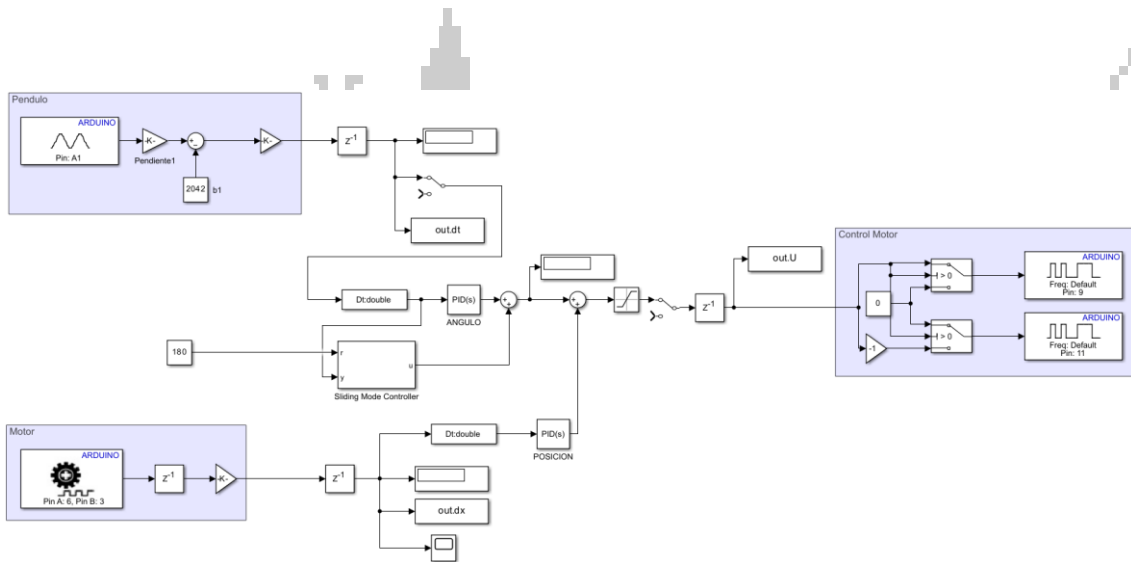 Pendulo
ARDUINO
Pin: A1
-K-
Pendiente1
+
-
2042
b1
-K-
z-1
out.dt
Dt:double
PID(s)
ANGULO
+
+
180
r
y
u
Sliding Mode Controller
+
+
z-1
out.U
Control Motor
0
-1
> 0
> 0
ARDUINO
Freq: Default
Pin: 9
ARDUINO
Freq: Default
Pin: 11
Motor
ARDUINO
Pin A: 6, Pin B: 3
z-1
-K-
z-1
Dt:double
PID(s)
POSICION
out.dx